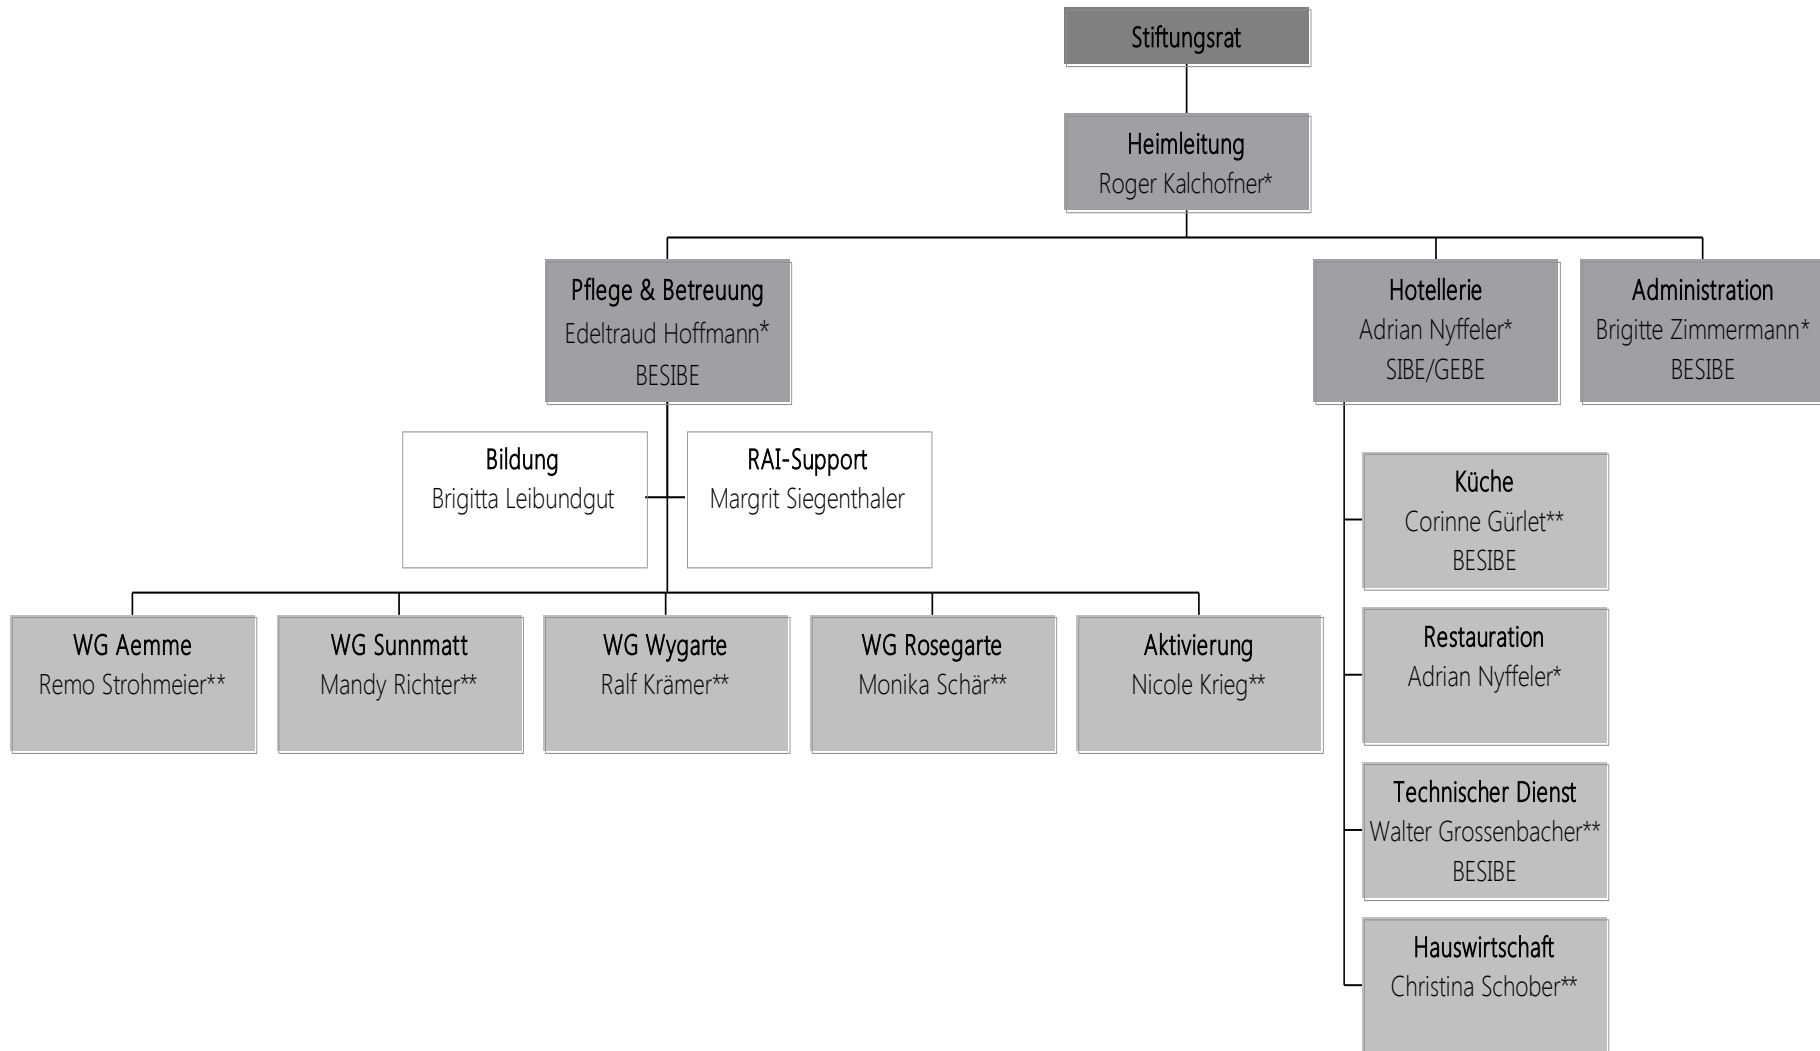 Stiftungsrat
Heimleitung
Roger Kalchofner*
Pflege & Betreuung
Edeltraud Hoffmann*
BESIBE
Hotellerie
Adrian Nyffeler*
SIBE/GEBE
Administration
Brigitte Zimmermann*
BESIBE
Bildung
Brigitta Leibundgut
RAI-Support
Margrit Siegenthaler
WG Aemme
Remo Strohmeier**
WG Sunnmatt
Mandy Richter**
WG Wygarte
Ralf Krämer**
WG Rosegarte
Monika Schär**
Aktivierung
Nicole Krieg**
Küche
Corinne Gürlet**
BESIBE
Restauration
Adrian Nyffeler*
Technischer Dienst
Walter Grossenbacher**
BESIBE
Hauswirtschaft
Christina Schober**